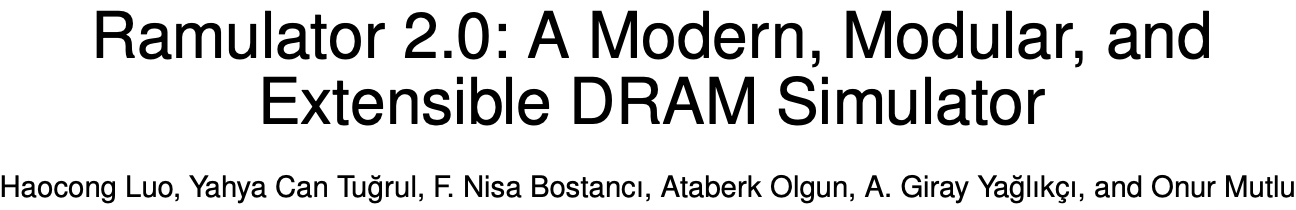 Ramulator 2.0: A Modern, Modular, and
Extensible DRAM Simulator
Haocong Luo, Yahya Can Tuğrul, F. Nisa Bostancı, Ataberk Olgun, A. Giray Yağlıkçı, and Onur Mutlu